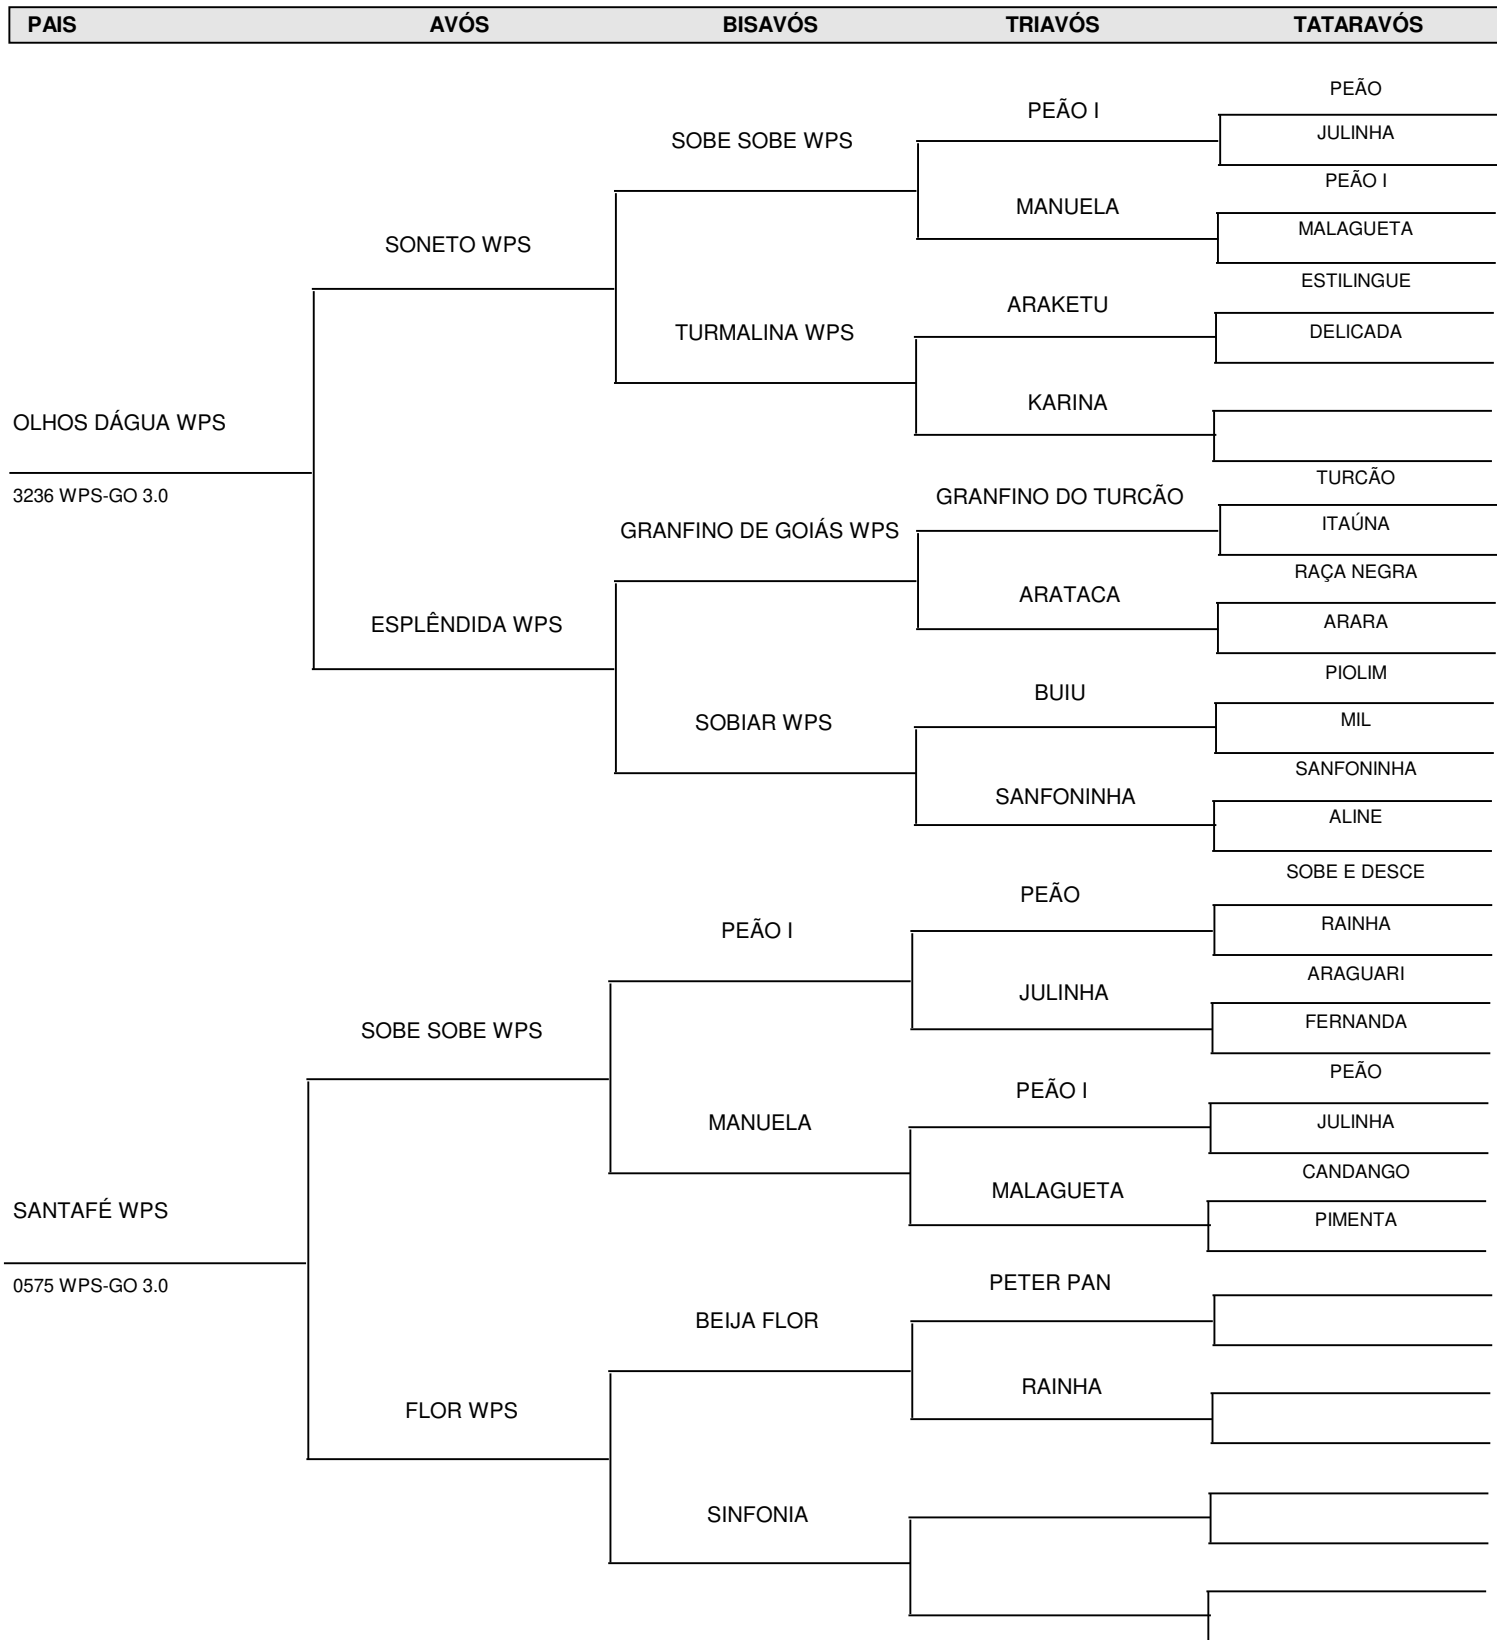 PAIS AVÓS BISAVÓS TRIAVÓS TATARAVÓS
PEÃO
PEÃO I
JULINHA
SOBE SOBE WPS
PEÃO I
MANUELA
MALAGUETA
SONETO WPS
ESTILINGUE
ARAKETU
TURMALINA WPS
DELICADA
KARINA
OLHOS DÁGUA WPS
TURCÃO
3236 WPS-GO 3.0
GRANFINO DO TURCÃO
ITAÚNA
GRANFINO DE GOIÁS WPS
RAÇA NEGRA
ARATACA
ARARA
ESPLÊNDIDA WPS
PIOLIM
BUIU
MIL
SOBIAR WPS
SANFONINHA
SANFONINHA
ALINE
SOBE E DESCE
PEÃO
RAINHA
PEÃO I
ARAGUARI
JULINHA
FERNANDA
SOBE SOBE WPS
PEÃO
PEÃO I
JULINHA
MANUELA
CANDANGO
MALAGUETA
SANTAFÉ WPS
PIMENTA
0575 WPS-GO 3.0
PETER PAN
BEIJA FLOR
RAINHA
FLOR WPS
SINFONIA